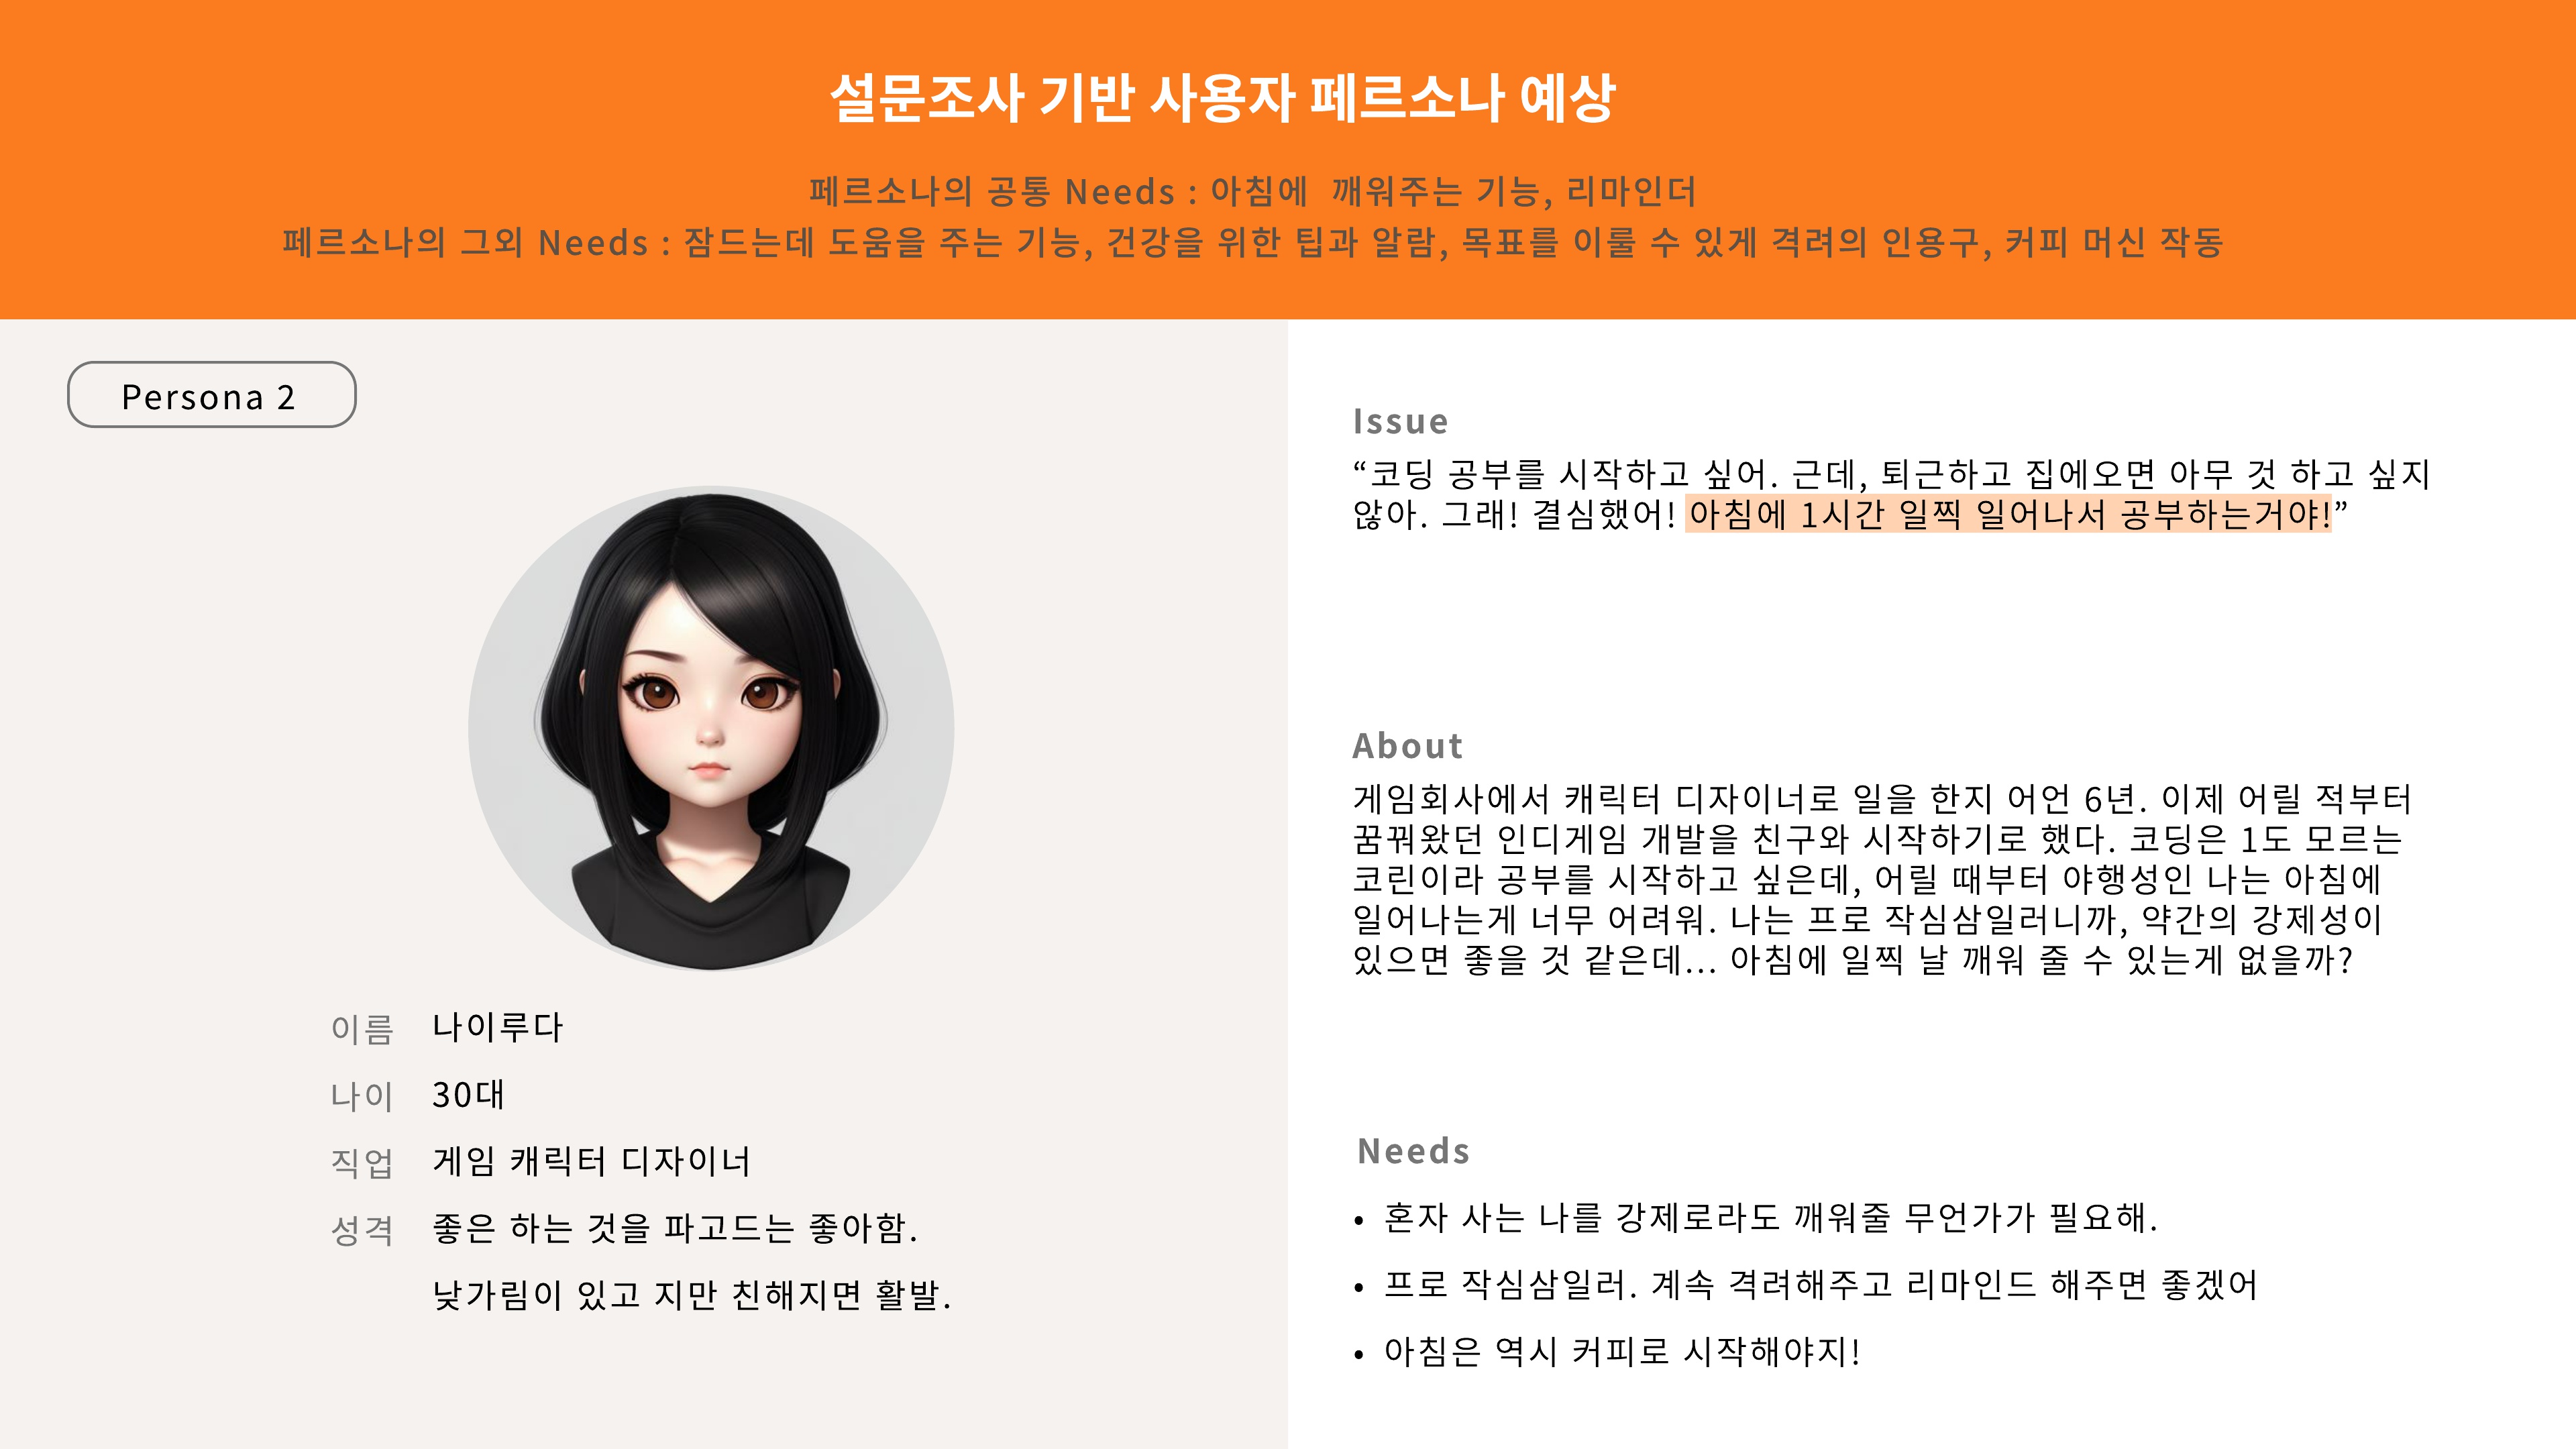 설문조사 기반 사용자 페르소나 예상
페르소나의 공통 Needs : 아침에 깨워주는 기능, 리마인더
페르소나의 그외 Needs : 잠드는데 도움을 주는 기능, 건강을 위한 팁과 알람, 목표를 이룰 수 있게 격려의 인용구, 커피 머신 작동
Persona 2
이름 나이루다
나이 30대
직업 게임 캐릭터 디자이너
성격 좋은 하는 것을 파고드는 좋아함.
낯가림이 있고 지만 친해지면 활발.
Issue
“코딩 공부를 시작하고 싶어. 근데, 퇴근하고 집에오면 아무 것 하고 싶지
않아. 그래! 결심했어! 아침에 1시간 일찍 일어나서 공부하는거야!”
About
게임회사에서 캐릭터 디자이너로 일을 한지 어언 6년. 이제 어릴 적부터
꿈꿔왔던 인디게임 개발을 친구와 시작하기로 했다. 코딩은 1도 모르는
코린이라 공부를 시작하고 싶은데, 어릴 때부터 야행성인 나는 아침에
일어나는게 너무 어려워. 나는 프로 작심삼일러니까, 약간의 강제성이
있으면 좋을 것 같은데... 아침에 일찍 날 깨워 줄 수 있는게 없을까?
Needs
• 혼자 사는 나를 강제로라도 깨워줄 무언가가 필요해.
• 프로 작심삼일러. 계속 격려해주고 리마인드 해주면 좋겠어
• 아침은 역시 커피로 시작해야지!